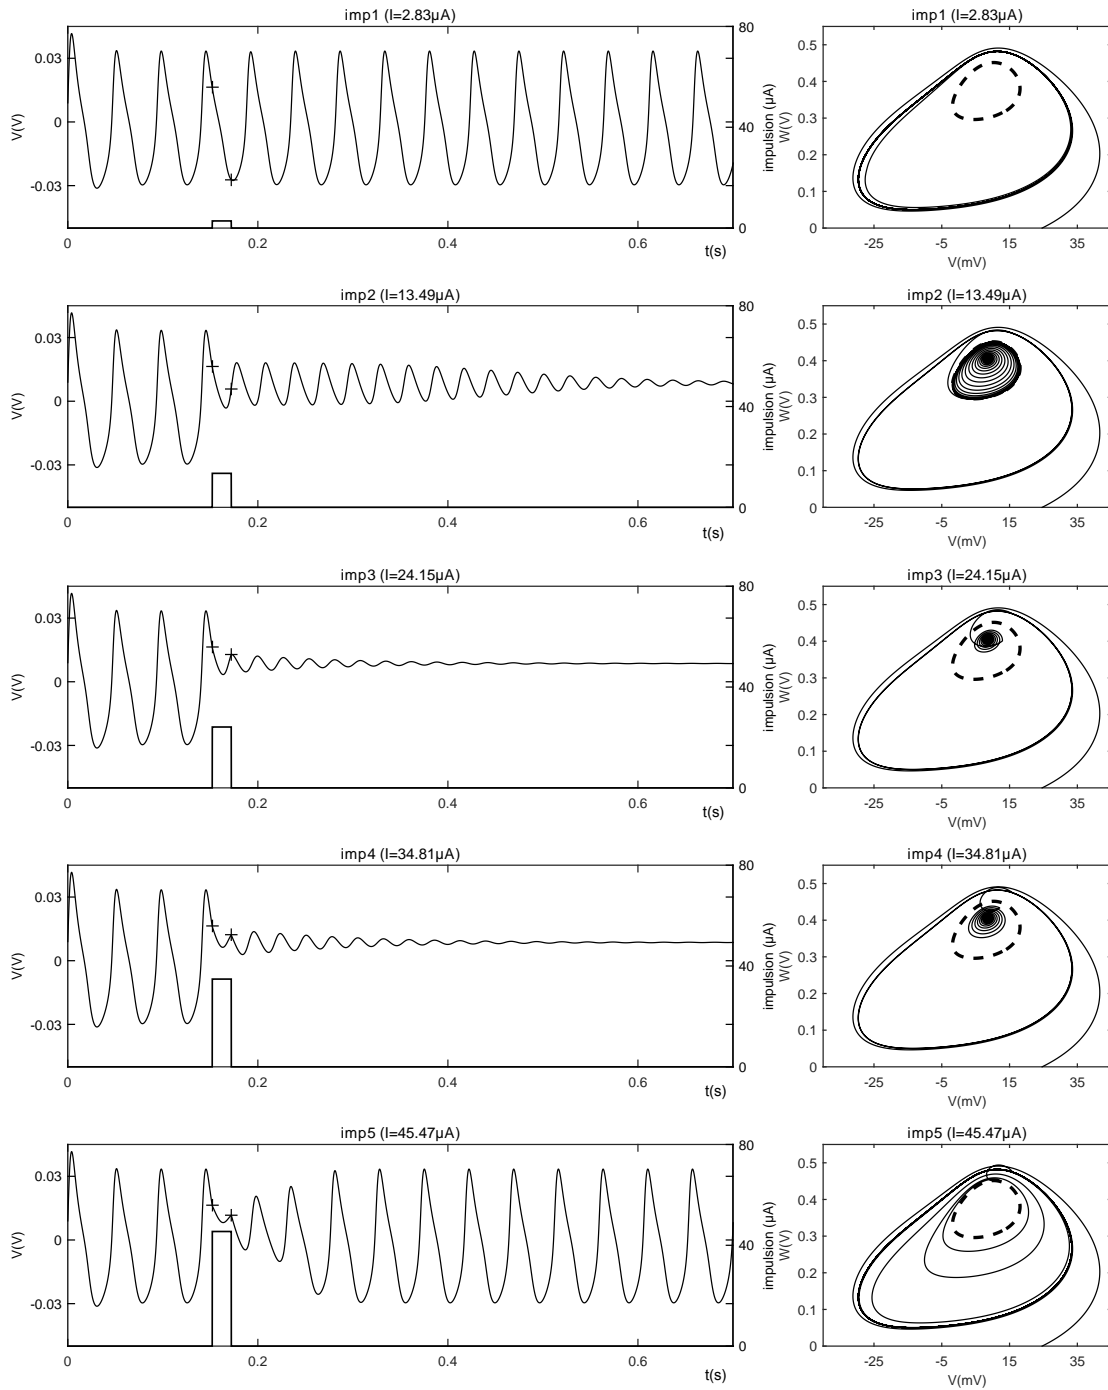 imp1 (I=2.83µA)
imp1 (I=2.83µA)
0.03
0
-0.03
V(V)
80
40
0
impulsion (µA)
0 0.2 0.4 0.6
t(s)
0.5
0.4
0.3
0.2
0.1
0
W(V)
-25 -5 15 35
V(mV)
imp2 (I=13.49µA)
imp2 (I=13.49µA)
0.03
0
-0.03
V(V)
80
40
0
impulsion (µA)
0 0.2 0.4 0.6
t(s)
0.5
0.4
0.3
0.2
0.1
0
W(V)
-25 -5 15 35
V(mV)
imp3 (I=24.15µA)
imp3 (I=24.15µA)
0.03
0
-0.03
V(V)
80
40
0
impulsion (µA)
0 0.2 0.4 0.6
t(s)
0.5
0.4
0.3
0.2
0.1
0
W(V)
-25 -5 15 35
V(mV)
imp4 (I=34.81µA)
imp4 (I=34.81µA)
0.03
0
-0.03
V(V)
80
40
0
impulsion (µA)
0 0.2 0.4 0.6
t(s)
0.5
0.4
0.3
0.2
0.1
0
W(V)
-25 -5 15 35
V(mV)
imp5 (I=45.47µA)
imp5 (I=45.47µA)
0.03
0
-0.03
V(V)
80
40
0
impulsion (µA)
0 0.2 0.4 0.6
t(s)
0.5
0.4
0.3
0.2
0.1
0
W(V)
-25 -5 15 35
V(mV)